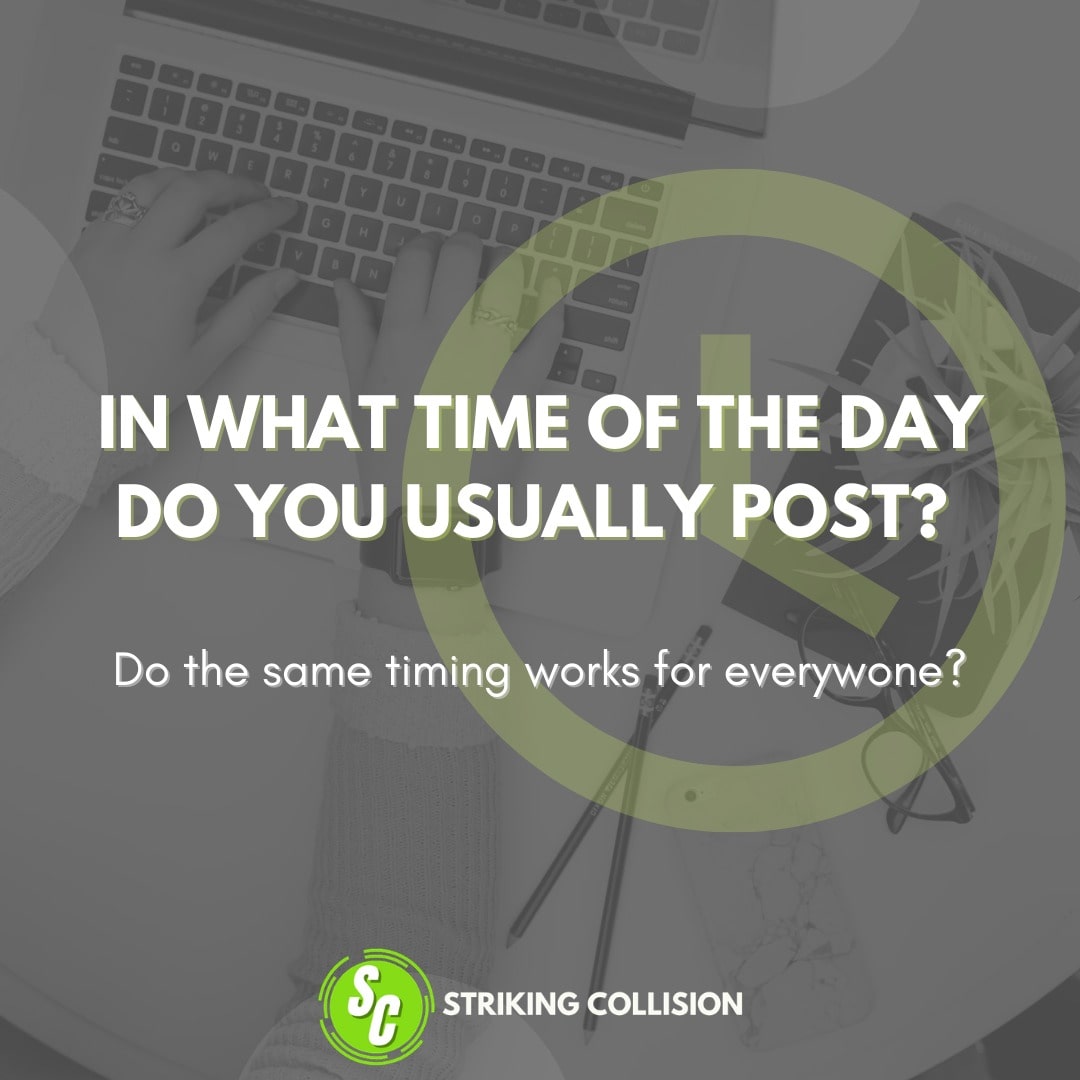 IN WHAT TIME OF THE DAY
DO YOU USUALLY POST?
Do the same timing works for everywone?
SC
STRIKING COLLISION